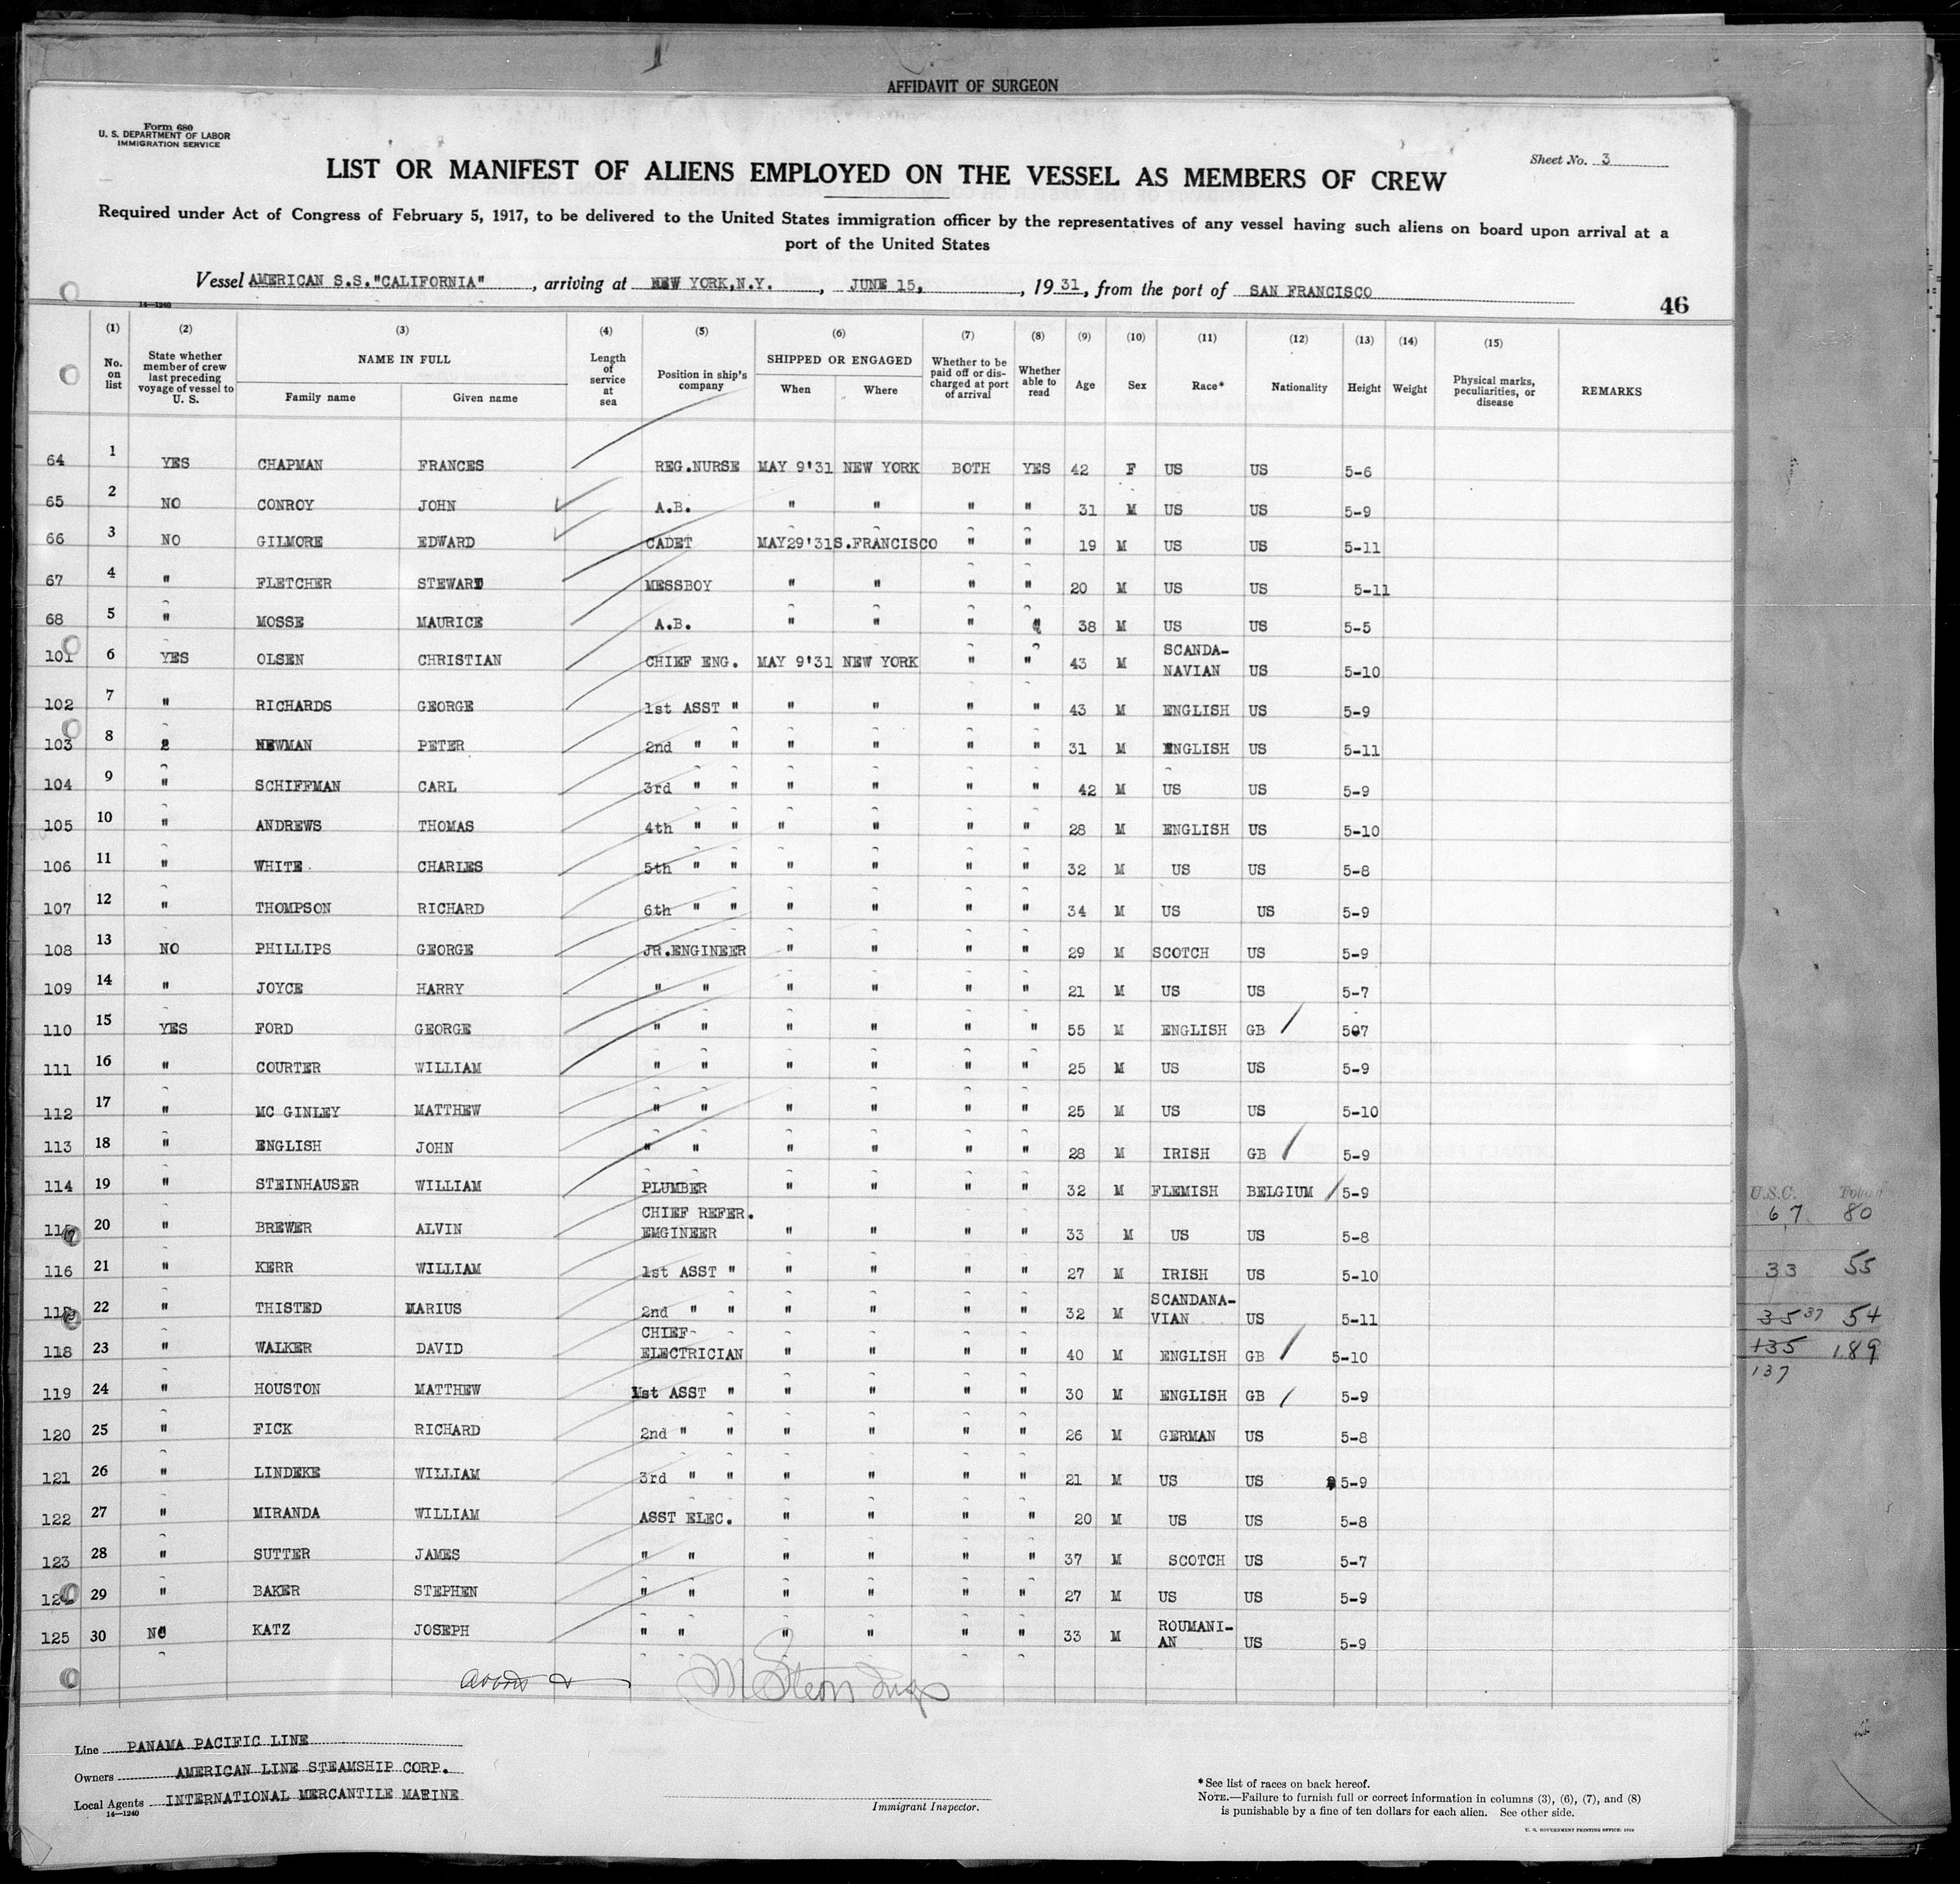 AFFIDAVIT OF SURGEON
Form 680
U. S. DEPARTMENT OF LABOR
IMMIGRATION SERVICE
Sheet No. 3
LIST OR MANIFEST OF ALIENS EMPLOYED ON THE VESSEL AS MEMBERS OF CREW
Required under Act of Congress of February 5, 1917, to be delivered to the United States immigration officer by the representatives of any vessel having such aliens on board upon arrival at a
port of the United States
Vessel AMERICAN S.S."CALIFORNIA" , arriving at NEW YORK,N.Y. , JUNE 15, , 1931, from the port of SAN FRANCISCO
14—1240
46
(1) (2) (3) (4) (5) (6) (7) (8) (9) (10) (11) (12) (13) (14) (15)
No. on list State whether member of crew last preceding voyage of vessel to U. S. NAME IN FULL Family name Given name Length of service at sea Position in ship's company SHIPPED OR ENGAGED When Where Whether to be paid off or discharged at port of arrival Whether able to read Age Sex Race* Nationality Height Weight Physical marks, peculiarities, or disease REMARKS
64 1 YES CHAPMAN FRANCES REG.NURSE MAY 9'31 NEW YORK BOTH YES 42 F US US 5-6
65 2 NO CONROY JOHN A.B. " " " " 31 M US US 5-9
66 3 NO GILMORE EDWARD CADET MAY29'31 S.FRANCISCO " " 19 M US US 5-11
67 4 " FLETCHER STEWART MESSBOY " " " " 20 M US US 5-11
68 5 " MOSSE MAURICE A.B. " " " " 38 M US US 5-5
101 6 YES OLSEN CHRISTIAN CHIEF ENG. MAY 9'31 NEW YORK " " 43 M SCANDA-
NAVIAN US 5-10
102 7 " RICHARDS GEORGE 1st ASST " " " " " 43 M ENGLISH US 5-9
103 8 " NEWMAN PETER 2nd " " " " " " 31 M ENGLISH US 5-11
104 9 " SCHIFFMAN CARL 3rd " " " " " " 42 M US US 5-9
105 10 " ANDREWS THOMAS 4th " " " " " " 28 M ENGLISH US 5-10
106 11 " WHITE CHARLES 5th " " " " " " 32 M US US 5-8
107 12 " THOMPSON RICHARD 6th " " " " " " 34 M US US 5-9
108 13 NO PHILLIPS GEORGE JR.ENGINEER " " " " 29 M SCOTCH US 5-9
109 14 " JOYCE HARRY " " " " " " 21 M US US 5-7
110 15 YES FORD GEORGE " " " " " " 55 M ENGLISH GB 507
111 16 " COURTER WILLIAM " " " " " " 25 M US US 5-9
112 17 " MC GINLEY MATTHEW " " " " " " 25 M US US 5-10
113 18 " ENGLISH JOHN " " " " " " 28 M IRISH GB 5-9
114 19 " STEINHAUSER WILLIAM PLUMBER " " " " 32 M FLEMISH BELGIUM 5-9
CHIEF REFER.
115 20 " BREWER ALVIN EMGINEER " " " " 33 M US US 5-8
116 21 " KERR WILLIAM 1st ASST " " " " " 27 M IRISH US 5-10
117 22 " THISTED MARIUS 2nd " " " " " " 32 M SCANDANA-
VIAN US 5-11
CHIEF
118 23 " WALKER DAVID ELECTRICIAN " " " " 40 M ENGLISH GB 5-10
119 24 " HOUSTON MATTHEW 1st ASST " " " " " 30 M ENGLISH GB 5-9
120 25 " FICK RICHARD 2nd " " " " " " 26 M GERMAN US 5-8
121 26 " LINDEKE WILLIAM 3rd " " " " " " 21 M US US 5-9
122 27 " MIRANDA WILLIAM ASST ELEC. " " " " 20 M US US 5-8
123 28 " SUTTER JAMES " " " " " " 37 M SCOTCH US 5-7
124 29 " BAKER STEPHEN " " " " " " 27 M US US 5-9
125 30 NO KATZ JOSEPH " " " " " " 33 M ROUMANI-
AN US 5-9
U.S.C. Total
67 80
33 55
35 37 54
135 189
137
Line PANAMA PACIFIC LINE
Owners AMERICAN LINE STEAMSHIP CORP.
Local Agents INTERNATIONAL MERCANTILE MARINE
14—1240
Immigrant Inspector.
*See list of races on back hereof.
NOTE.—Failure to furnish full or correct information in columns (3), (6), (7), and (8)
is punishable by a fine of ten dollars for each alien. See other side.